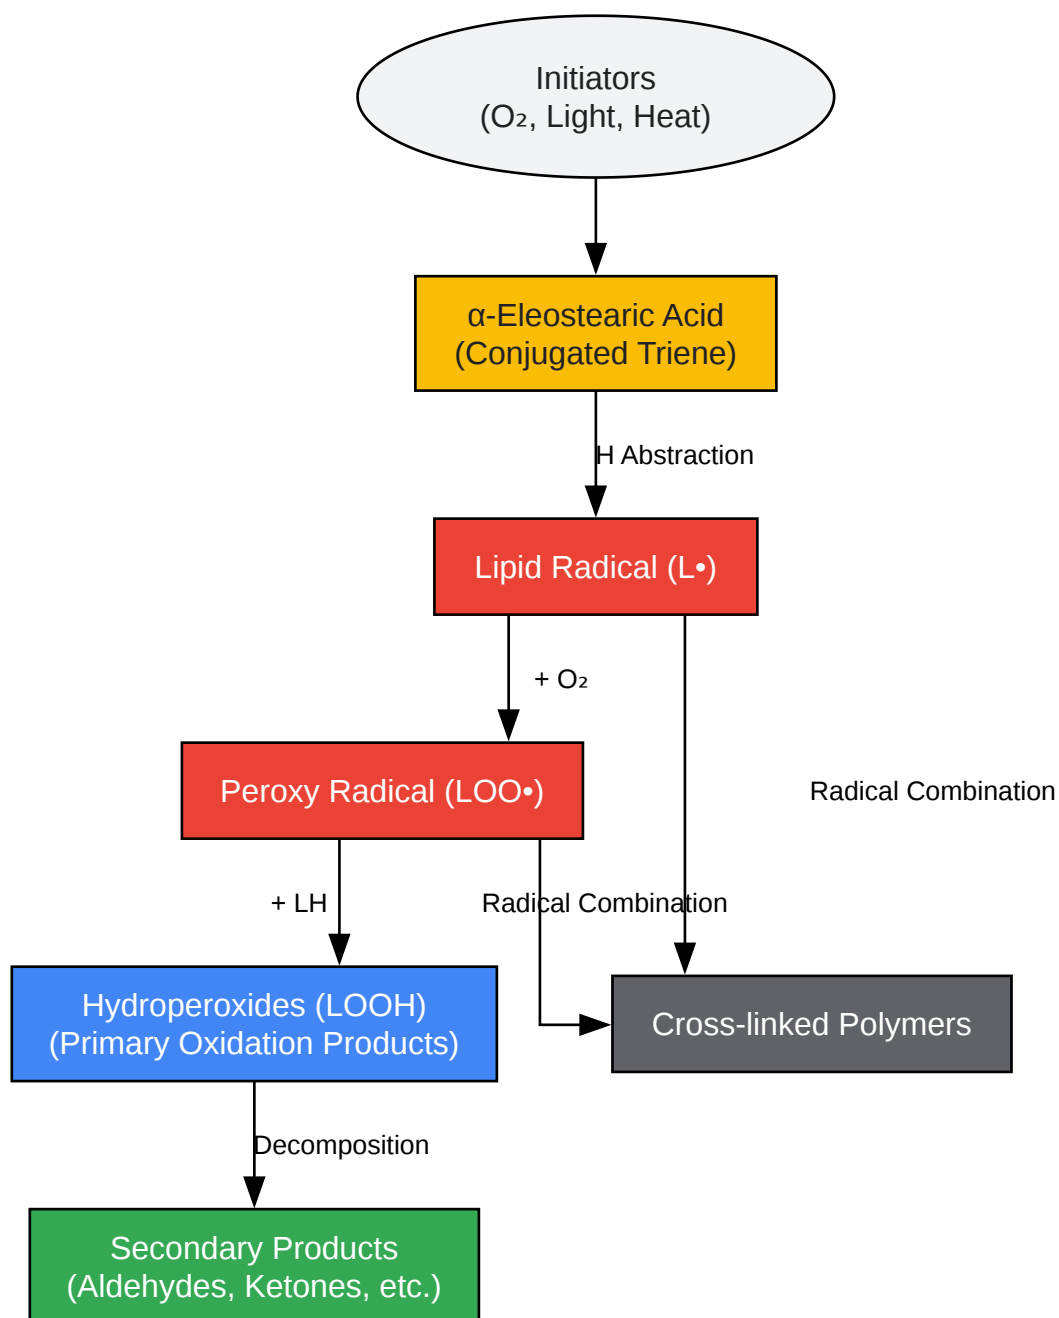 Initiators
(O₂, Light, Heat)
α-Eleostearic Acid
(Conjugated Triene)
H Abstraction
Lipid Radical (L•)
+ O₂
Peroxy Radical (LOO•)
Radical Combination
+ LH
Radical Combination
Hydroperoxides (LOOH)
(Primary Oxidation Products)
Cross-linked Polymers
Decomposition
Secondary Products
(Aldehydes, Ketones, etc.)